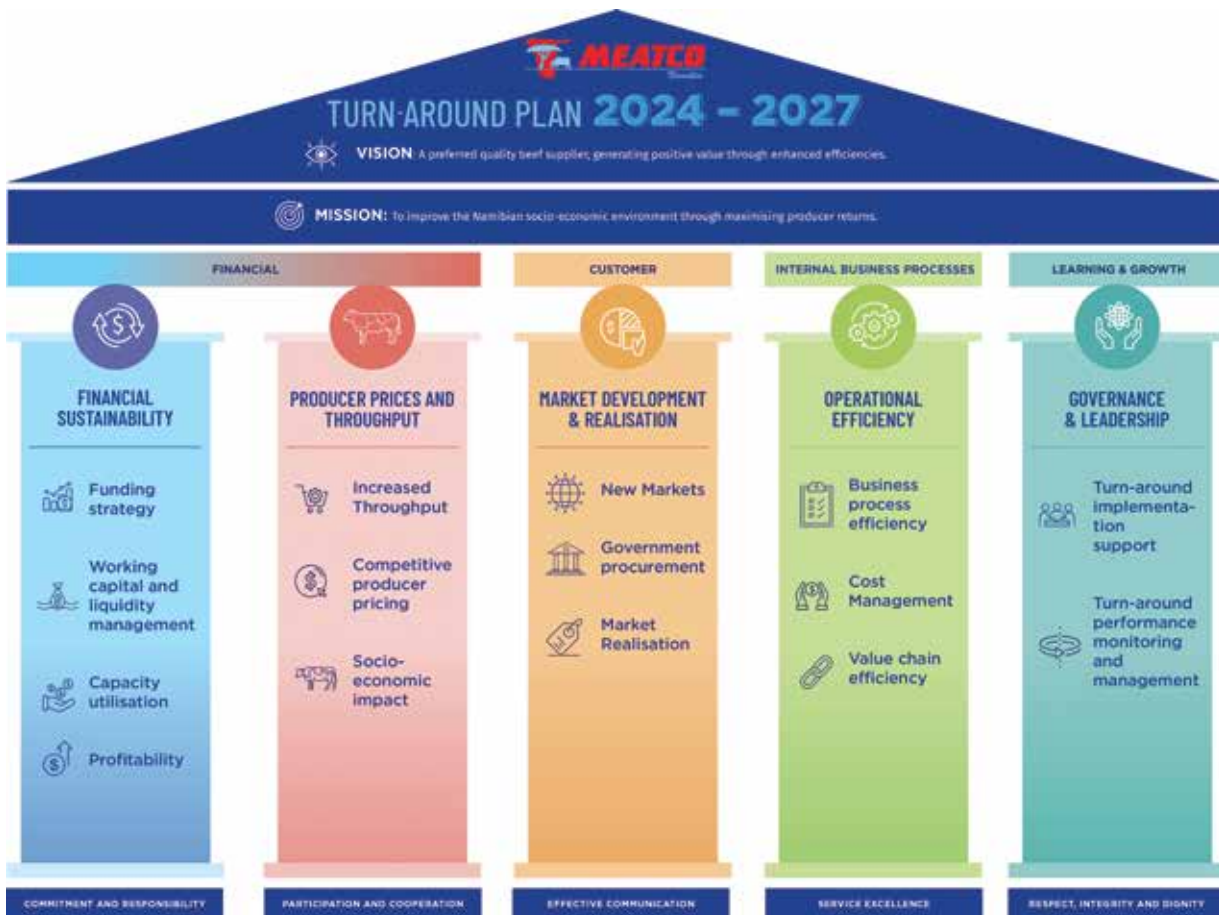 MEATCO
Namibia
TURN-AROUND PLAN 2024 – 2027
VISION: A preferred quality beef supplier, generating positive value through enhanced efficiencies.
MISSION: To improve the Namibian socio-economic environment through maximising producer returns.
FINANCIAL
CUSTOMER
INTERNAL BUSINESS PROCESSES
LEARNING & GROWTH
FINANCIAL
SUSTAINABILITY
Funding
strategy
Working
capital and
liquidity
management
Capacity
utilisation
Profitability
COMMITMENT AND RESPONSIBILITY
PRODUCER PRICES AND
THROUGHPUT
Increased
Throughput
Competitive
producer
pricing
Socio-
economic
impact
PARTICIPATION AND COOPERATION
MARKET DEVELOPMENT
& REALISATION
New Markets
Government
procurement
Market
Realisation
EFFECTIVE COMMUNICATION
OPERATIONAL
EFFICIENCY
Business
process
efficiency
Cost
Management
Value chain
efficiency
SERVICE EXCELLENCE
GOVERNANCE
& LEADERSHIP
Turn-around
implementa-
tion
support
Turn-around
performance
monitoring
and
management
RESPECT, INTEGRITY AND DIGNITY